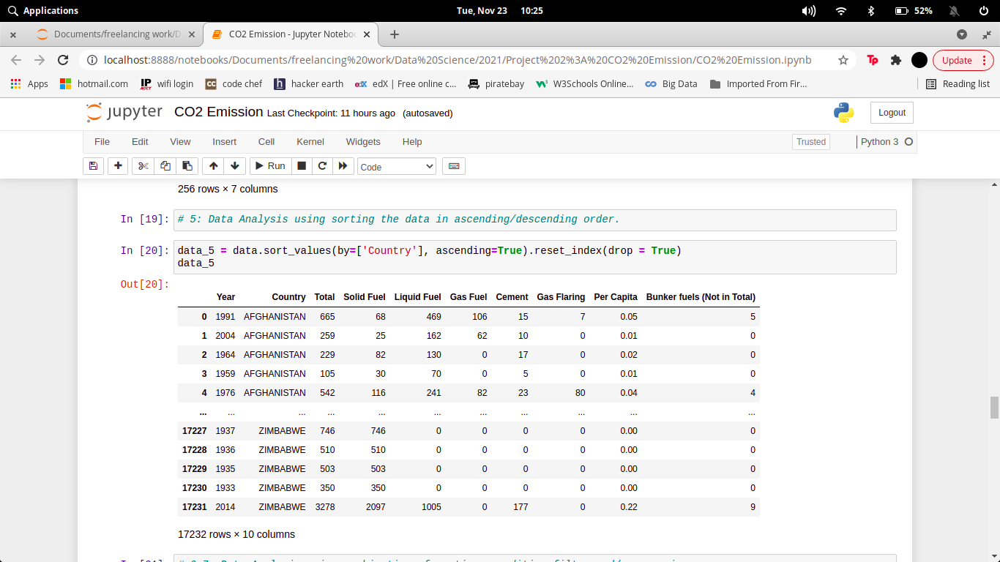 Applications Tue, Nov 23 10:25 52%
Documents/freelancing work/D CO2 Emission - Jupyter Noteboo
localhost:8888/notebooks/Documents/freelancing%20work/Data%20Science/2021/Project%202%3A%20CO2%20Emission/CO2%20Emission.ipynb Tp Update
Apps hotmail.com IP ACCT wifi login CC code chef h hacker earth edX edX | Free online c... piratebay W3Schools Online... Big Data Imported From Fir... Reading list
jupyter CO2 Emission Last Checkpoint: 11 hours ago (autosaved) Logout
File Edit View Insert Cell Kernel Widgets Help Trusted Python 3
Run Code
256 rows × 7 columns
In [19]: # 5: Data Analysis using sorting the data in ascending/descending order.
In [20]: data_5 = data.sort_values(by=['Country'], ascending=True).reset_index(drop = True)
data_5
Out[20]:
Year Country Total Solid Fuel Liquid Fuel Gas Fuel Cement Gas Flaring Per Capita Bunker fuels (Not in Total)
0 1991 AFGHANISTAN 665 68 469 106 15 7 0.05 5
1 2004 AFGHANISTAN 259 25 162 62 10 0 0.01 0
2 1964 AFGHANISTAN 229 82 130 0 17 0 0.02 0
3 1959 AFGHANISTAN 105 30 70 0 5 0 0.01 0
4 1976 AFGHANISTAN 542 116 241 82 23 80 0.04 4
... ... ... ... ... ... ... ... ... ... ...
17227 1937 ZIMBABWE 746 746 0 0 0 0 0.00 0
17228 1936 ZIMBABWE 510 510 0 0 0 0 0.00 0
17229 1935 ZIMBABWE 503 503 0 0 0 0 0.00 0
17230 1933 ZIMBABWE 350 350 0 0 0 0 0.00 0
17231 2014 ZIMBABWE 3278 2097 1005 0 177 0 0.22 9
17232 rows × 10 columns